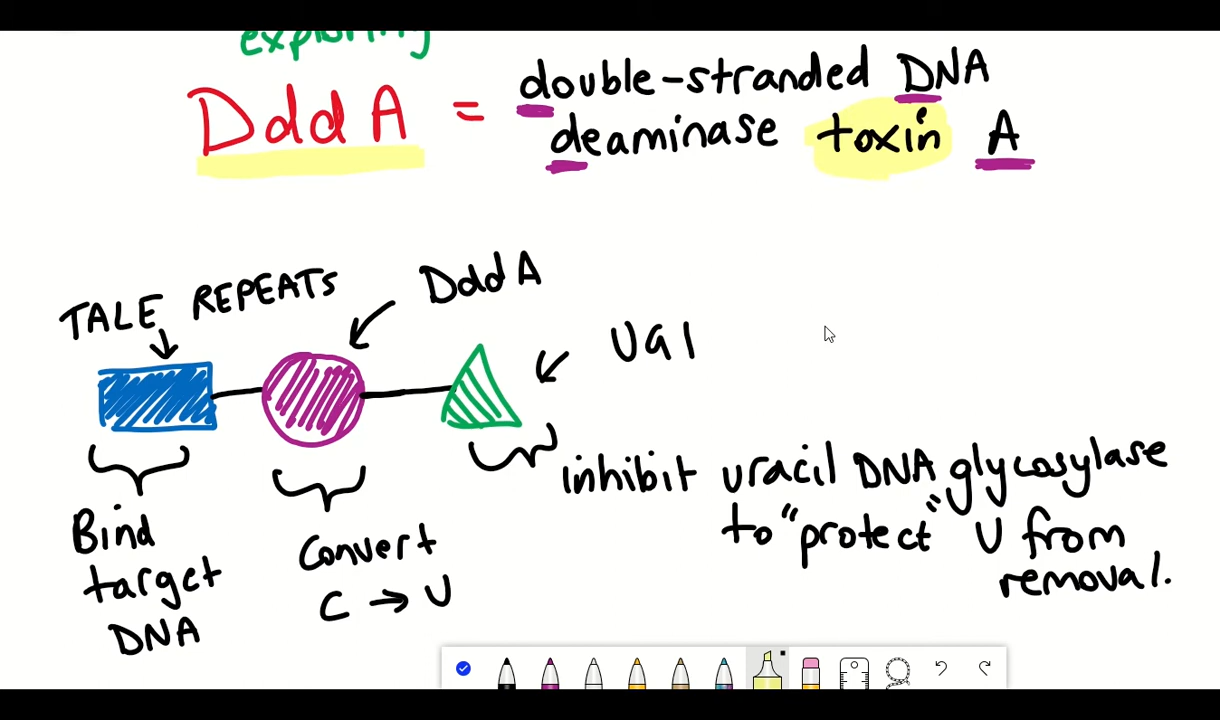 exploring
DddA = double-stranded DNA
deaminase toxin A
TALE REPEATS
DddA
UGI
Bind
target
DNA
Convert
C → U
inhibit uracil DNA glycosylase
to "protect" U from
removal.